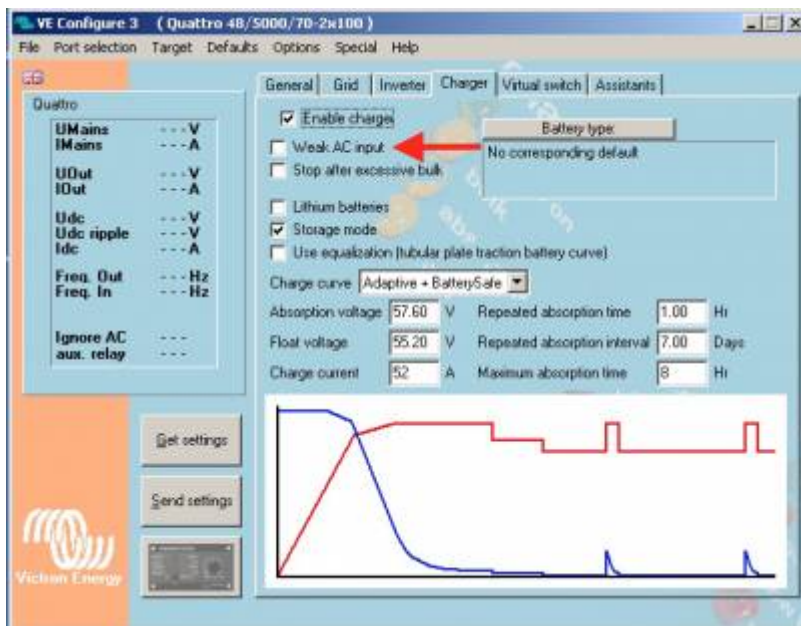 VE Configure 3 ( Quattro 48/5000/70-2x100 )
File Port selection Target Defaults Options Special Help
Quattro
UMains ---V
IMains ---A
UOut ---V
IOut ---A
Udc ---V
Udc ripple ---V
Idc ---A
Freq. Out ---Hz
Freq. In ---Hz
Ignore AC ---
aux. relay ---
Get settings
Send settings
Victron Energy
General Grid Inverter Charger Virtual switch Assistants
Enable charger
Weak AC input
Stop after excessive bulk
Battery type:
No corresponding default
Lithium batteries
Storage mode
Use equalization (tubular plate traction battery curve)
Charge curve Adaptive + BatterySafe
Absorption voltage 57.60 V Repeated absorption time 1.00 Hr
Float voltage 55.20 V Repeated absorption interval 7.00 Days
Charge current 52 A Maximum absorption time 8 Hr